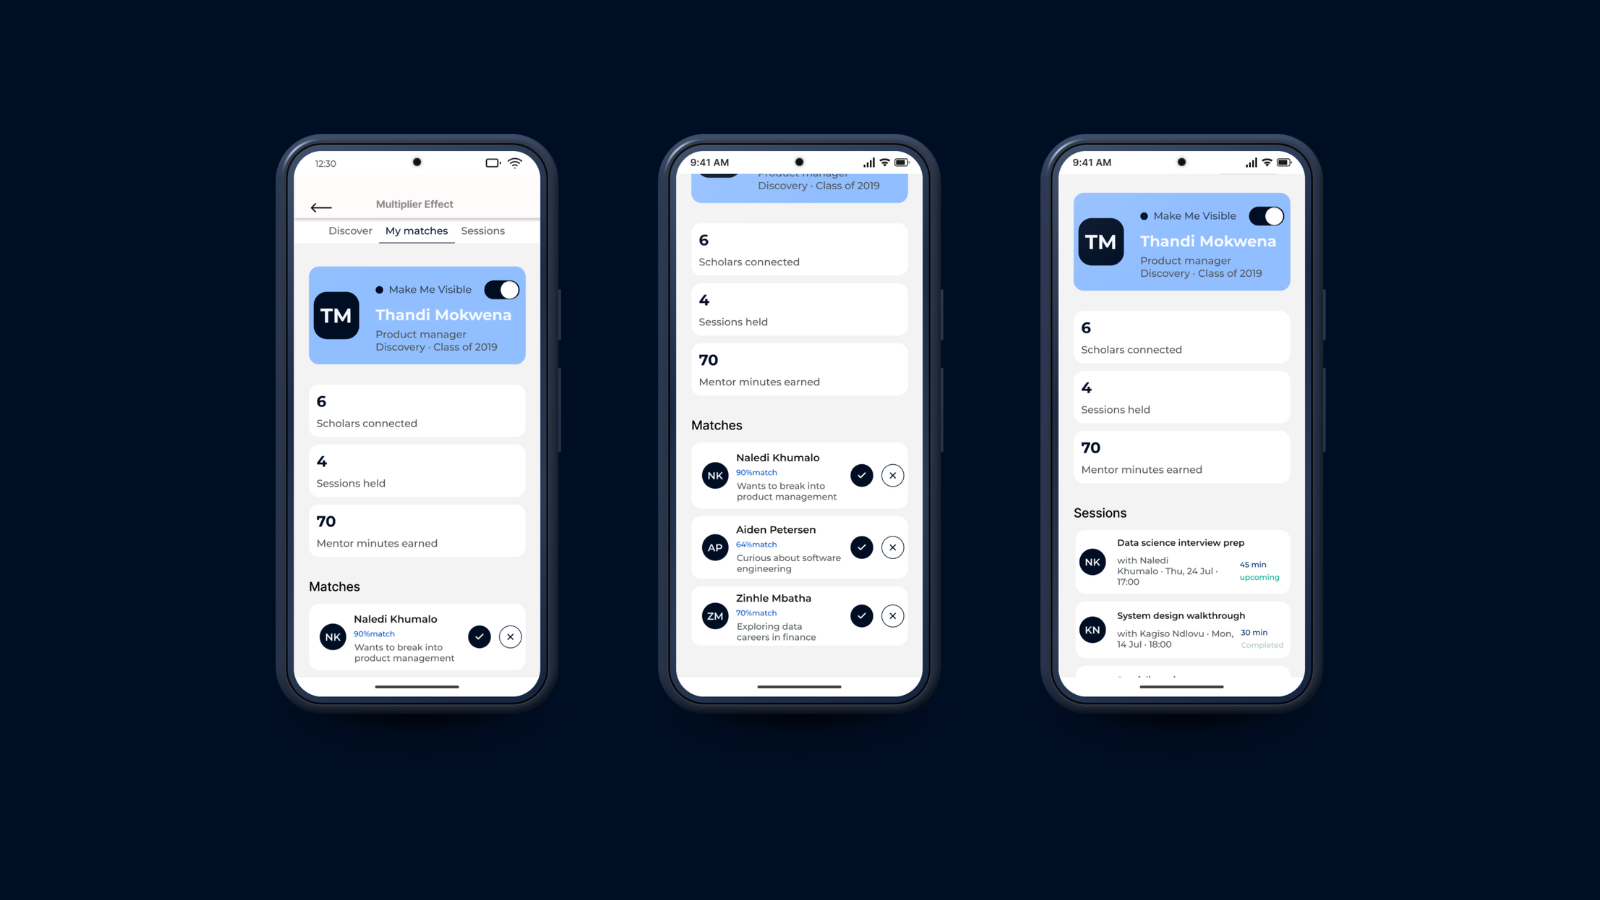 12:30
Multiplier Effect
Discover My matches Sessions
TM
Make Me Visible
Thandi Mokwena
Product manager
Discovery · Class of 2019
6
Scholars connected
4
Sessions held
70
Mentor minutes earned
Matches
NK
Naledi Khumalo
90%match
Wants to break into
product management
9:41 AM
Product manager
Discovery · Class of 2019
6
Scholars connected
4
Sessions held
70
Mentor minutes earned
Matches
NK
Naledi Khumalo
90%match
Wants to break into
product management
AP
Aiden Petersen
64%match
Curious about software
engineering
ZM
Zinhle Mbatha
70%match
Exploring data
careers in finance
9:41 AM
TM
Make Me Visible
Thandi Mokwena
Product manager
Discovery · Class of 2019
6
Scholars connected
4
Sessions held
70
Mentor minutes earned
Sessions
NK
Data science interview prep
with Naledi
Khumalo · Thu, 24 Jul ·
17:00
45 min
upcoming
KN
System design walkthrough
with Kagiso Ndlovu · Mon,
14 Jul · 18:00
30 min
Completed